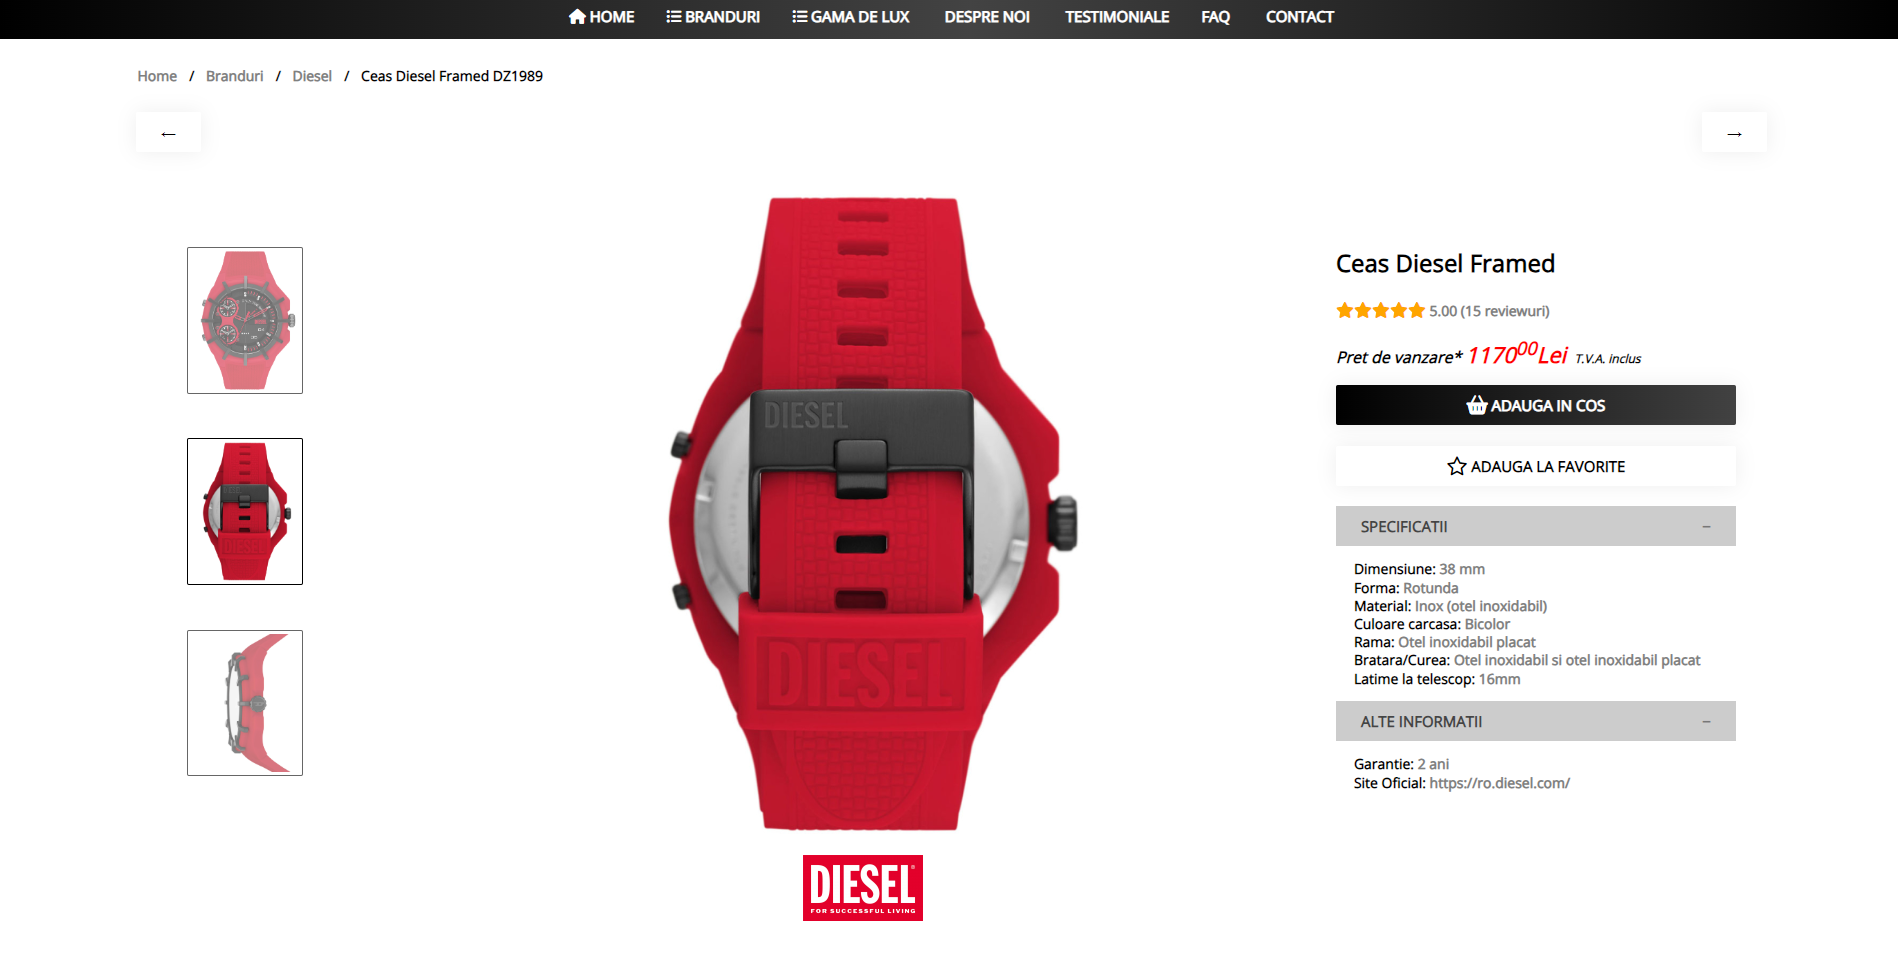 HOME BRANDURI GAMA DE LUX DESPRE NOI TESTIMONIALE FAQ CONTACT
Home / Branduri / Diesel / Ceas Diesel Framed DZ1989
← →
DIESEL
DIESEL
DIESEL
FOR SUCCESSFUL LIVING
Ceas Diesel Framed
5.00 (15 reviewuri)
Pret de vanzare* 1170⁰⁰Lei T.V.A. inclus
ADAUGA IN COS
ADAUGA LA FAVORITE
SPECIFICATII −
Dimensiune: 38 mm
Forma: Rotunda
Material: Inox (otel inoxidabil)
Culoare carcasa: Bicolor
Rama: Otel inoxidabil placat
Bratara/Curea: Otel inoxidabil si otel inoxidabil placat
Latime la telescop: 16mm
ALTE INFORMATII −
Garantie: 2 ani
Site Oficial: https://ro.diesel.com/